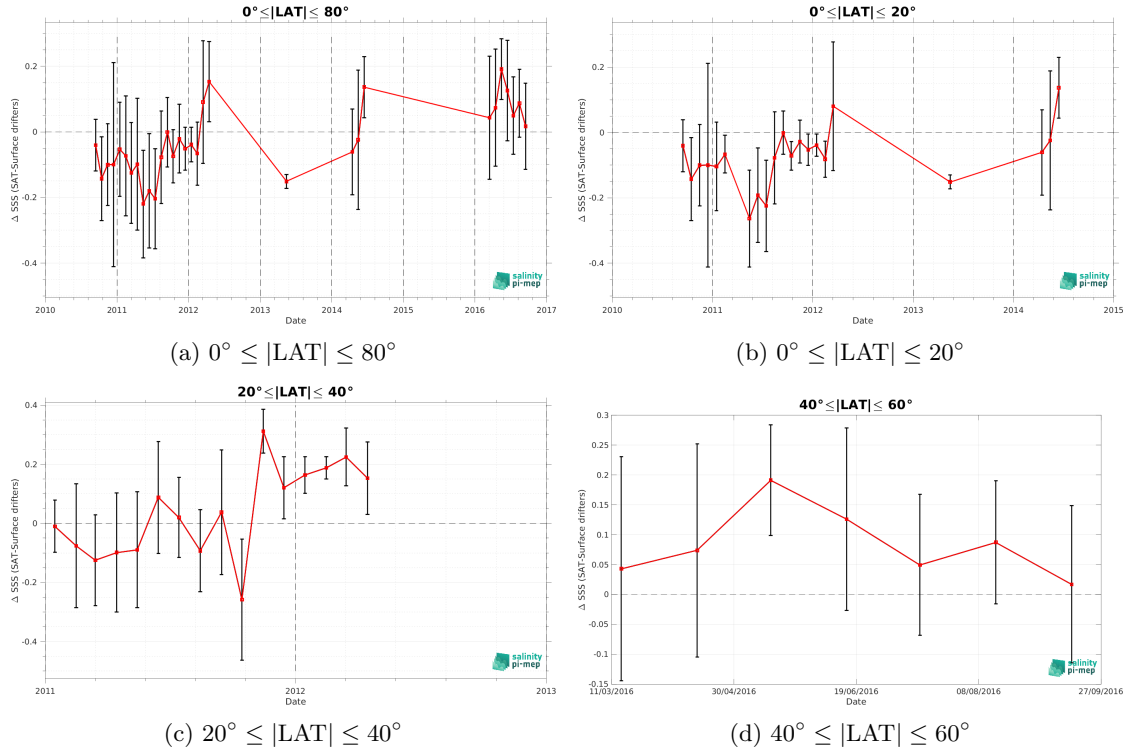 0°≤|LAT|≤ 80°
0.2
0
-0.2
-0.4
Δ SSS (SAT-Surface drifters)
2010 2011 2012 2013 2014 2015 2016 2017
Date
salinity
pi-mep
(a) 0° ≤ |LAT| ≤ 80°
0°≤|LAT|≤ 20°
0.2
0
-0.2
-0.4
Δ SSS (SAT-Surface drifters)
2010 2011 2012 2013 2014 2015
Date
salinity
pi-mep
(b) 0° ≤ |LAT| ≤ 20°
20°≤|LAT|≤ 40°
0.4
0.2
0
-0.2
-0.4
Δ SSS (SAT-Surface drifters)
2011 2012 2013
Date
salinity
pi-mep
(c) 20° ≤ |LAT| ≤ 40°
40°≤|LAT|≤ 60°
0.3
0.25
0.2
0.15
0.1
0.05
0
-0.05
-0.1
-0.15
Δ SSS (SAT-Surface drifters)
11/03/2016 30/04/2016 19/06/2016 08/08/2016 27/09/2016
Date
salinity
pi-mep
(d) 40° ≤ |LAT| ≤ 60°